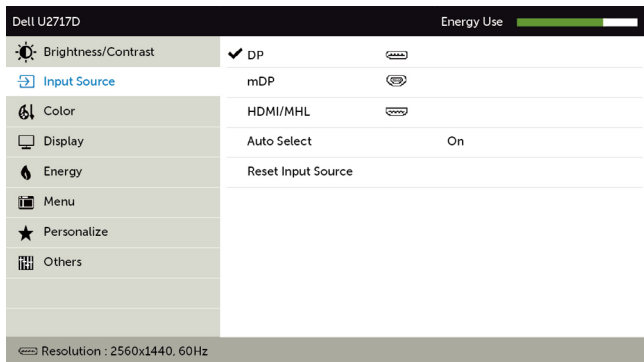 Dell U2717D Energy Use
Brightness/Contrast
Input Source
Color
Display
Energy
Menu
Personalize
Others
DP
mDP
HDMI/MHL
Auto Select On
Reset Input Source
Resolution : 2560x1440, 60Hz